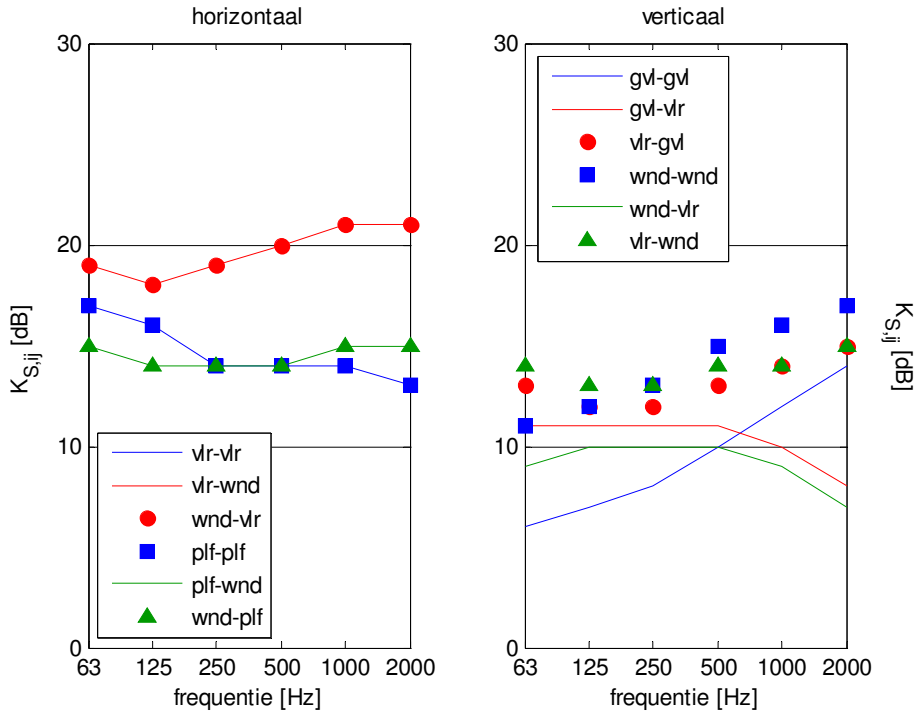 horizontaal
30
20
10
0
K_S,ij [dB]
63 125 250 500 1000 2000
frequentie [Hz]
vlr-vlr
vlr-wnd
wnd-vlr
plf-plf
plf-wnd
wnd-plf
verticaal
30
20
10
0
K_S,ij [dB]
63 125 250 500 1000 2000
frequentie [Hz]
gvl-gvl
gvl-vlr
vlr-gvl
wnd-wnd
wnd-vlr
vlr-wnd